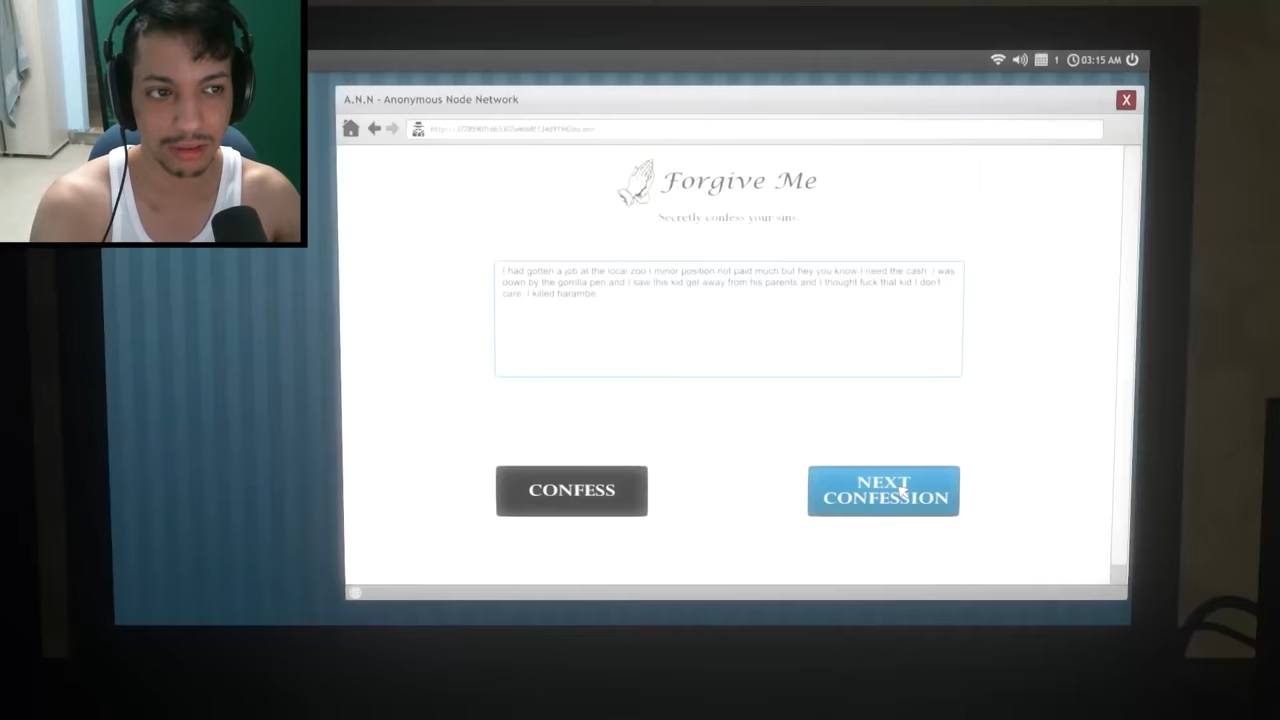 1 03:15 AM
A.N.N - Anonymous Node Network
X
Forgive Me
Secretly confess your sins.
I had gotten a job at the local zoo I minor position not paid much but hey you know I need the cash. I was
down by the gorilla pen and I saw this kid get away from his parents and I thought fuck that kid I don't
care. I killed harambe
CONFESS
NEXT
CONFESSION